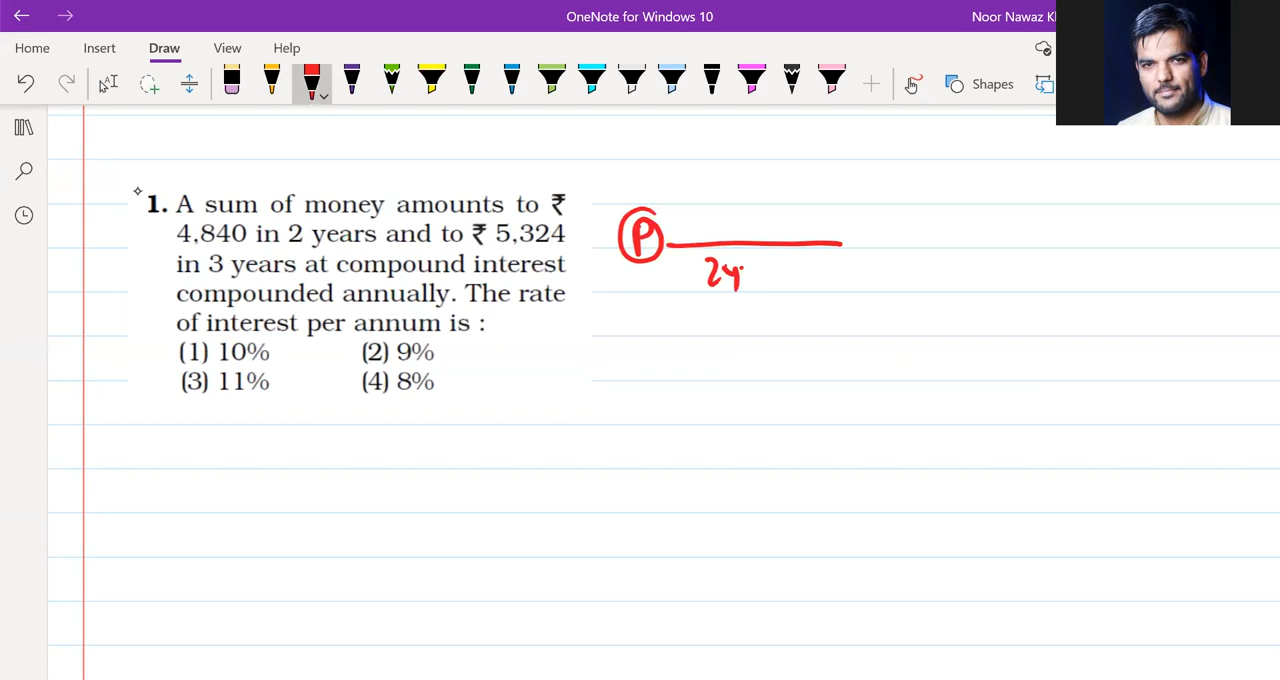 OneNote for Windows 10
Noor Nawaz Kh
Home Insert Draw View Help
Shapes
1. A sum of money amounts to ₹
4,840 in 2 years and to ₹ 5,324
in 3 years at compound interest
compounded annually. The rate
of interest per annum is :
(1) 10% (2) 9%
(3) 11% (4) 8%
P
2y